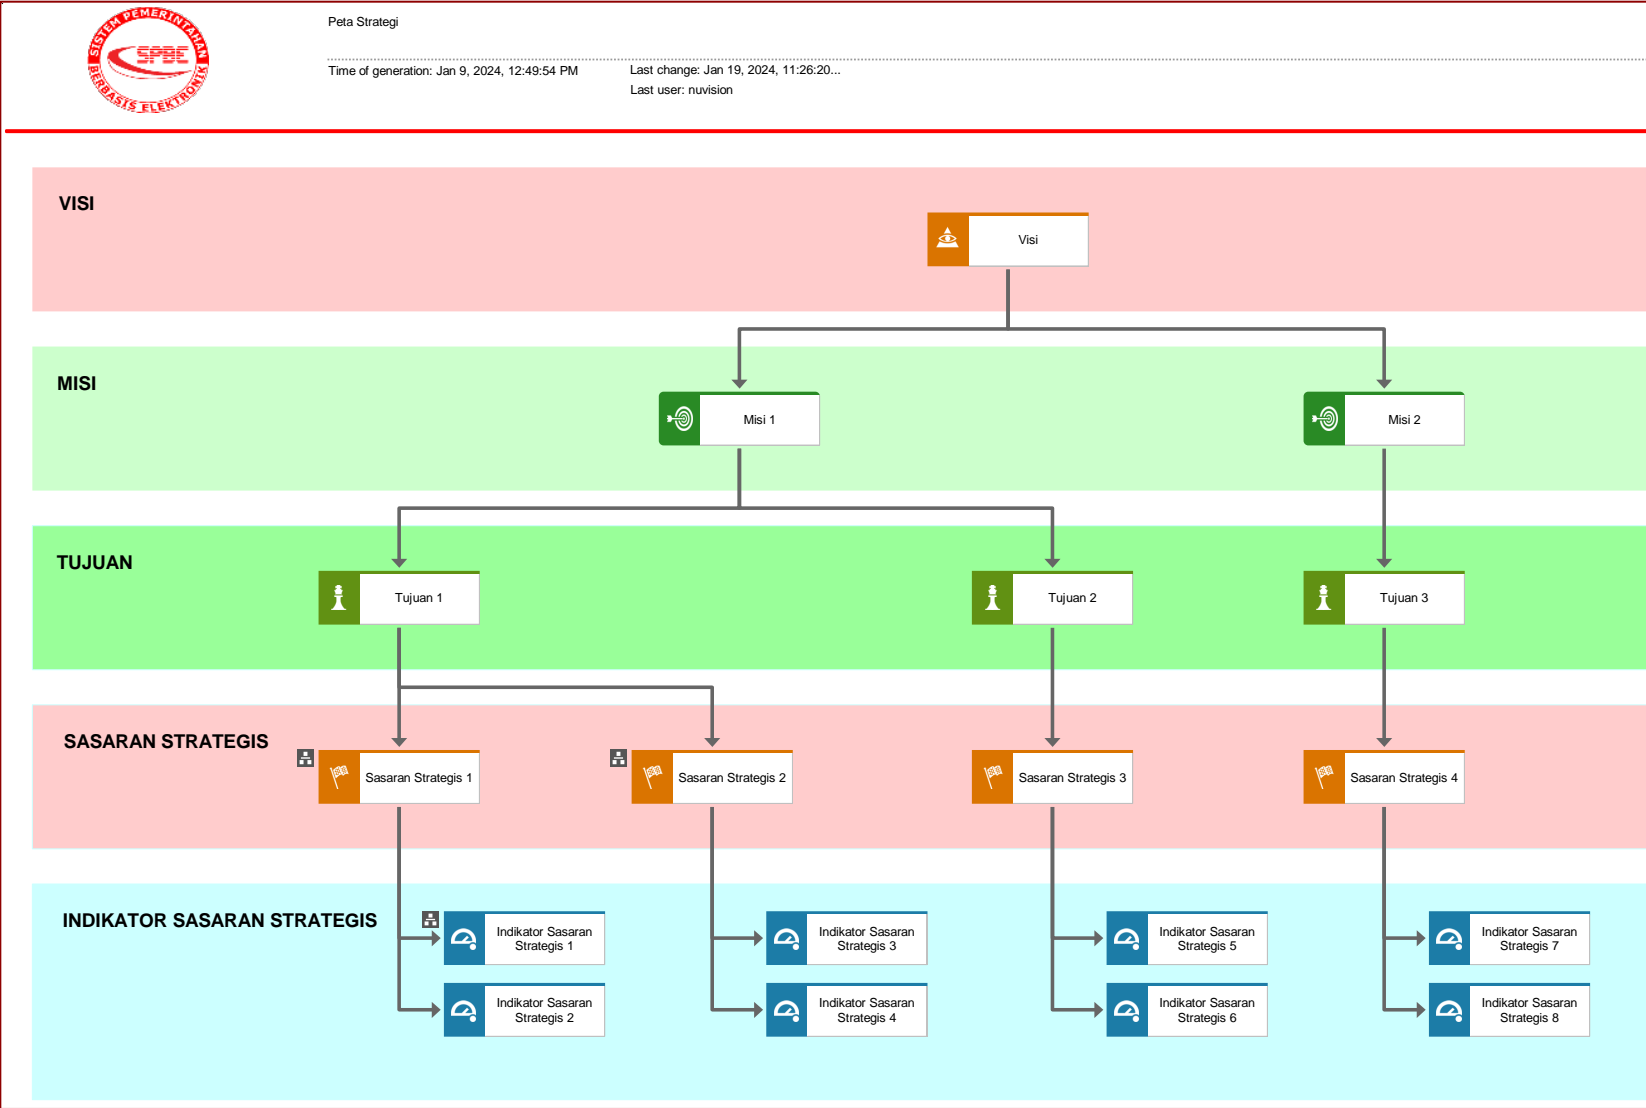 SISTEM PEMERINTAHAN
SPBE
BERBASIS ELEKTRONIK
Peta Strategi
Time of generation: Jan 9, 2024, 12:49:54 PM
Last change: Jan 19, 2024, 11:26:20...
Last user: nuvision
VISI
Visi
MISI
Misi 1
Misi 2
TUJUAN
Tujuan 1
Tujuan 2
Tujuan 3
SASARAN STRATEGIS
Sasaran Strategis 1
Sasaran Strategis 2
Sasaran Strategis 3
Sasaran Strategis 4
INDIKATOR SASARAN STRATEGIS
Indikator Sasaran
Strategis 1
Indikator Sasaran
Strategis 3
Indikator Sasaran
Strategis 5
Indikator Sasaran
Strategis 7
Indikator Sasaran
Strategis 2
Indikator Sasaran
Strategis 4
Indikator Sasaran
Strategis 6
Indikator Sasaran
Strategis 8